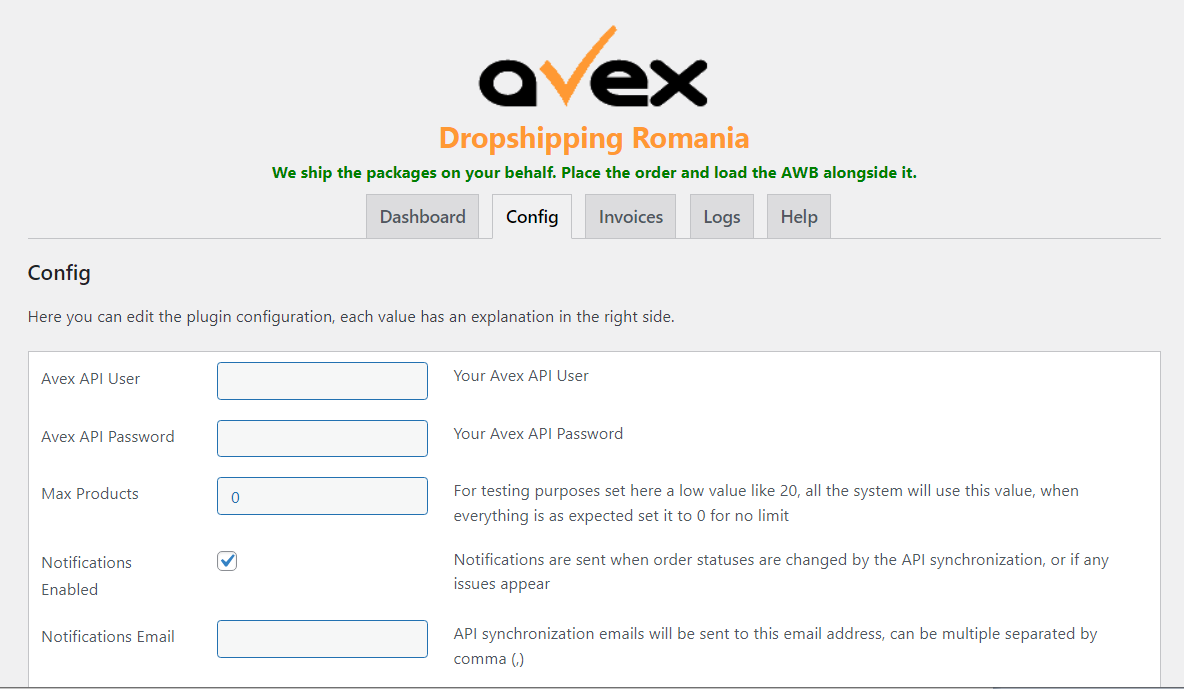 avex
Dropshipping Romania
We ship the packages on your behalf. Place the order and load the AWB alongside it.
Dashboard
Config
Invoices
Logs
Help
Config
Here you can edit the plugin configuration, each value has an explanation in the right side.
Avex API User
Your Avex API User
Avex API Password
Your Avex API Password
Max Products
0
For testing purposes set here a low value like 20, all the system will use this value, when
everything is as expected set it to 0 for no limit
Notifications
Enabled
Notifications are sent when order statuses are changed by the API synchronization, or if any
issues appear
Notifications Email
API synchronization emails will be sent to this email address, can be multiple separated by
comma (,)